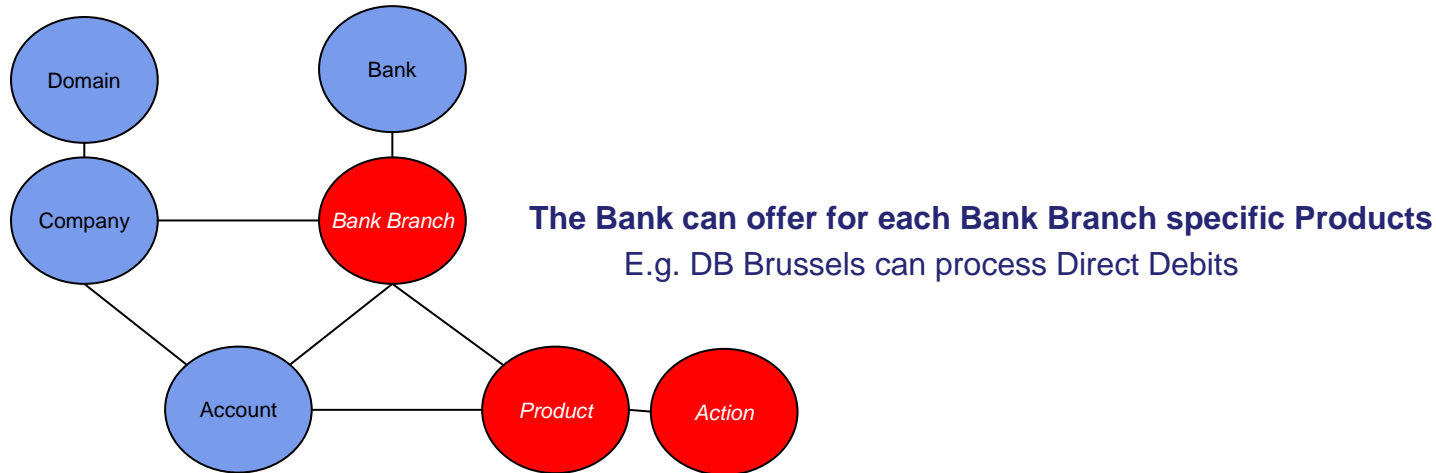 Domain
Bank
Company
Bank Branch
The Bank can offer for each Bank Branch specific Products
E.g. DB Brussels can process Direct Debits
Account
Product
Action